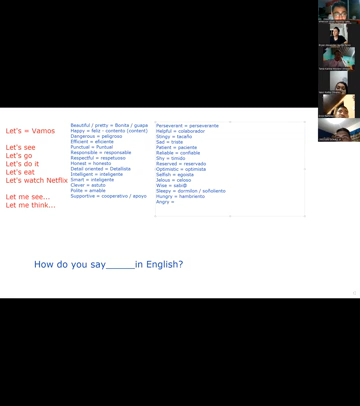 Let's = Vamos
Let's see
Let's go
Let's do it
Let's eat
Let's watch Netflix
Let me see...
Let me think...
Beautiful / pretty = Bonita / guapa
Happy = feliz - contento (content)
Dangerous = peligroso
Efficient = eficiente
Punctual = Puntual
Responsible = responsable
Respectful = respetuoso
Honest = honesto
Detail oriented = Detallista
Intelligent = inteligente
Smart = inteligente
Clever = astuto
Polite = amable
Supportive = cooperativo / apoyo
Perseverant = perseverante
Helpful = colaborador
Stingy = tacaño
Sad = triste
Patient = paciente
Reliable = confiable
Shy = timido
Reserved = reservado
Optimistic = optimista
Selfish = egoista
Jealous = celoso
Wise = sabi@
Sleepy = dormilon / soñoliento
Hungry = hambriento
Angry =
How do you say_____in English?